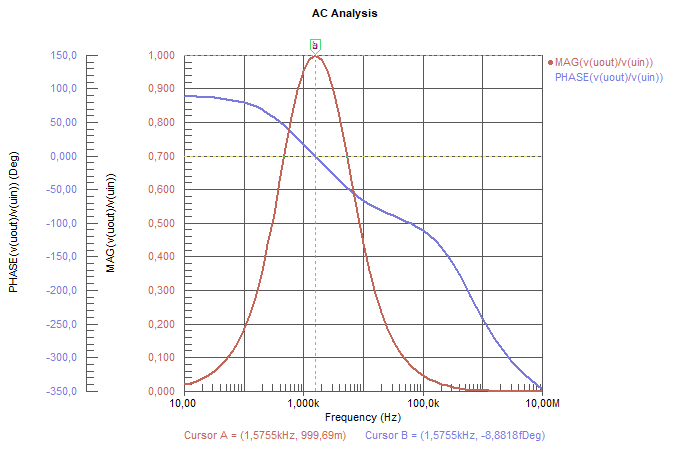 AC Analysis
b
150,0 1,000
100,0 0,900
50,00 0,800
0,000 0,700
-50,00 0,600
-100,0 0,500
-150,0 0,400
-200,0 0,300
-250,0 0,200
-300,0 0,100
-350,0 0,000
PHASE(v(uout)/v(uin)) (Deg)
MAG(v(uout)/v(uin))
MAG(v(uout)/v(uin))
PHASE(v(uout)/v(uin))
10,00 1,000k 100,0k 10,00M
Frequency (Hz)
Cursor A = (1,5755kHz, 999,69m) Cursor B = (1,5755kHz, -8,8818fDeg)